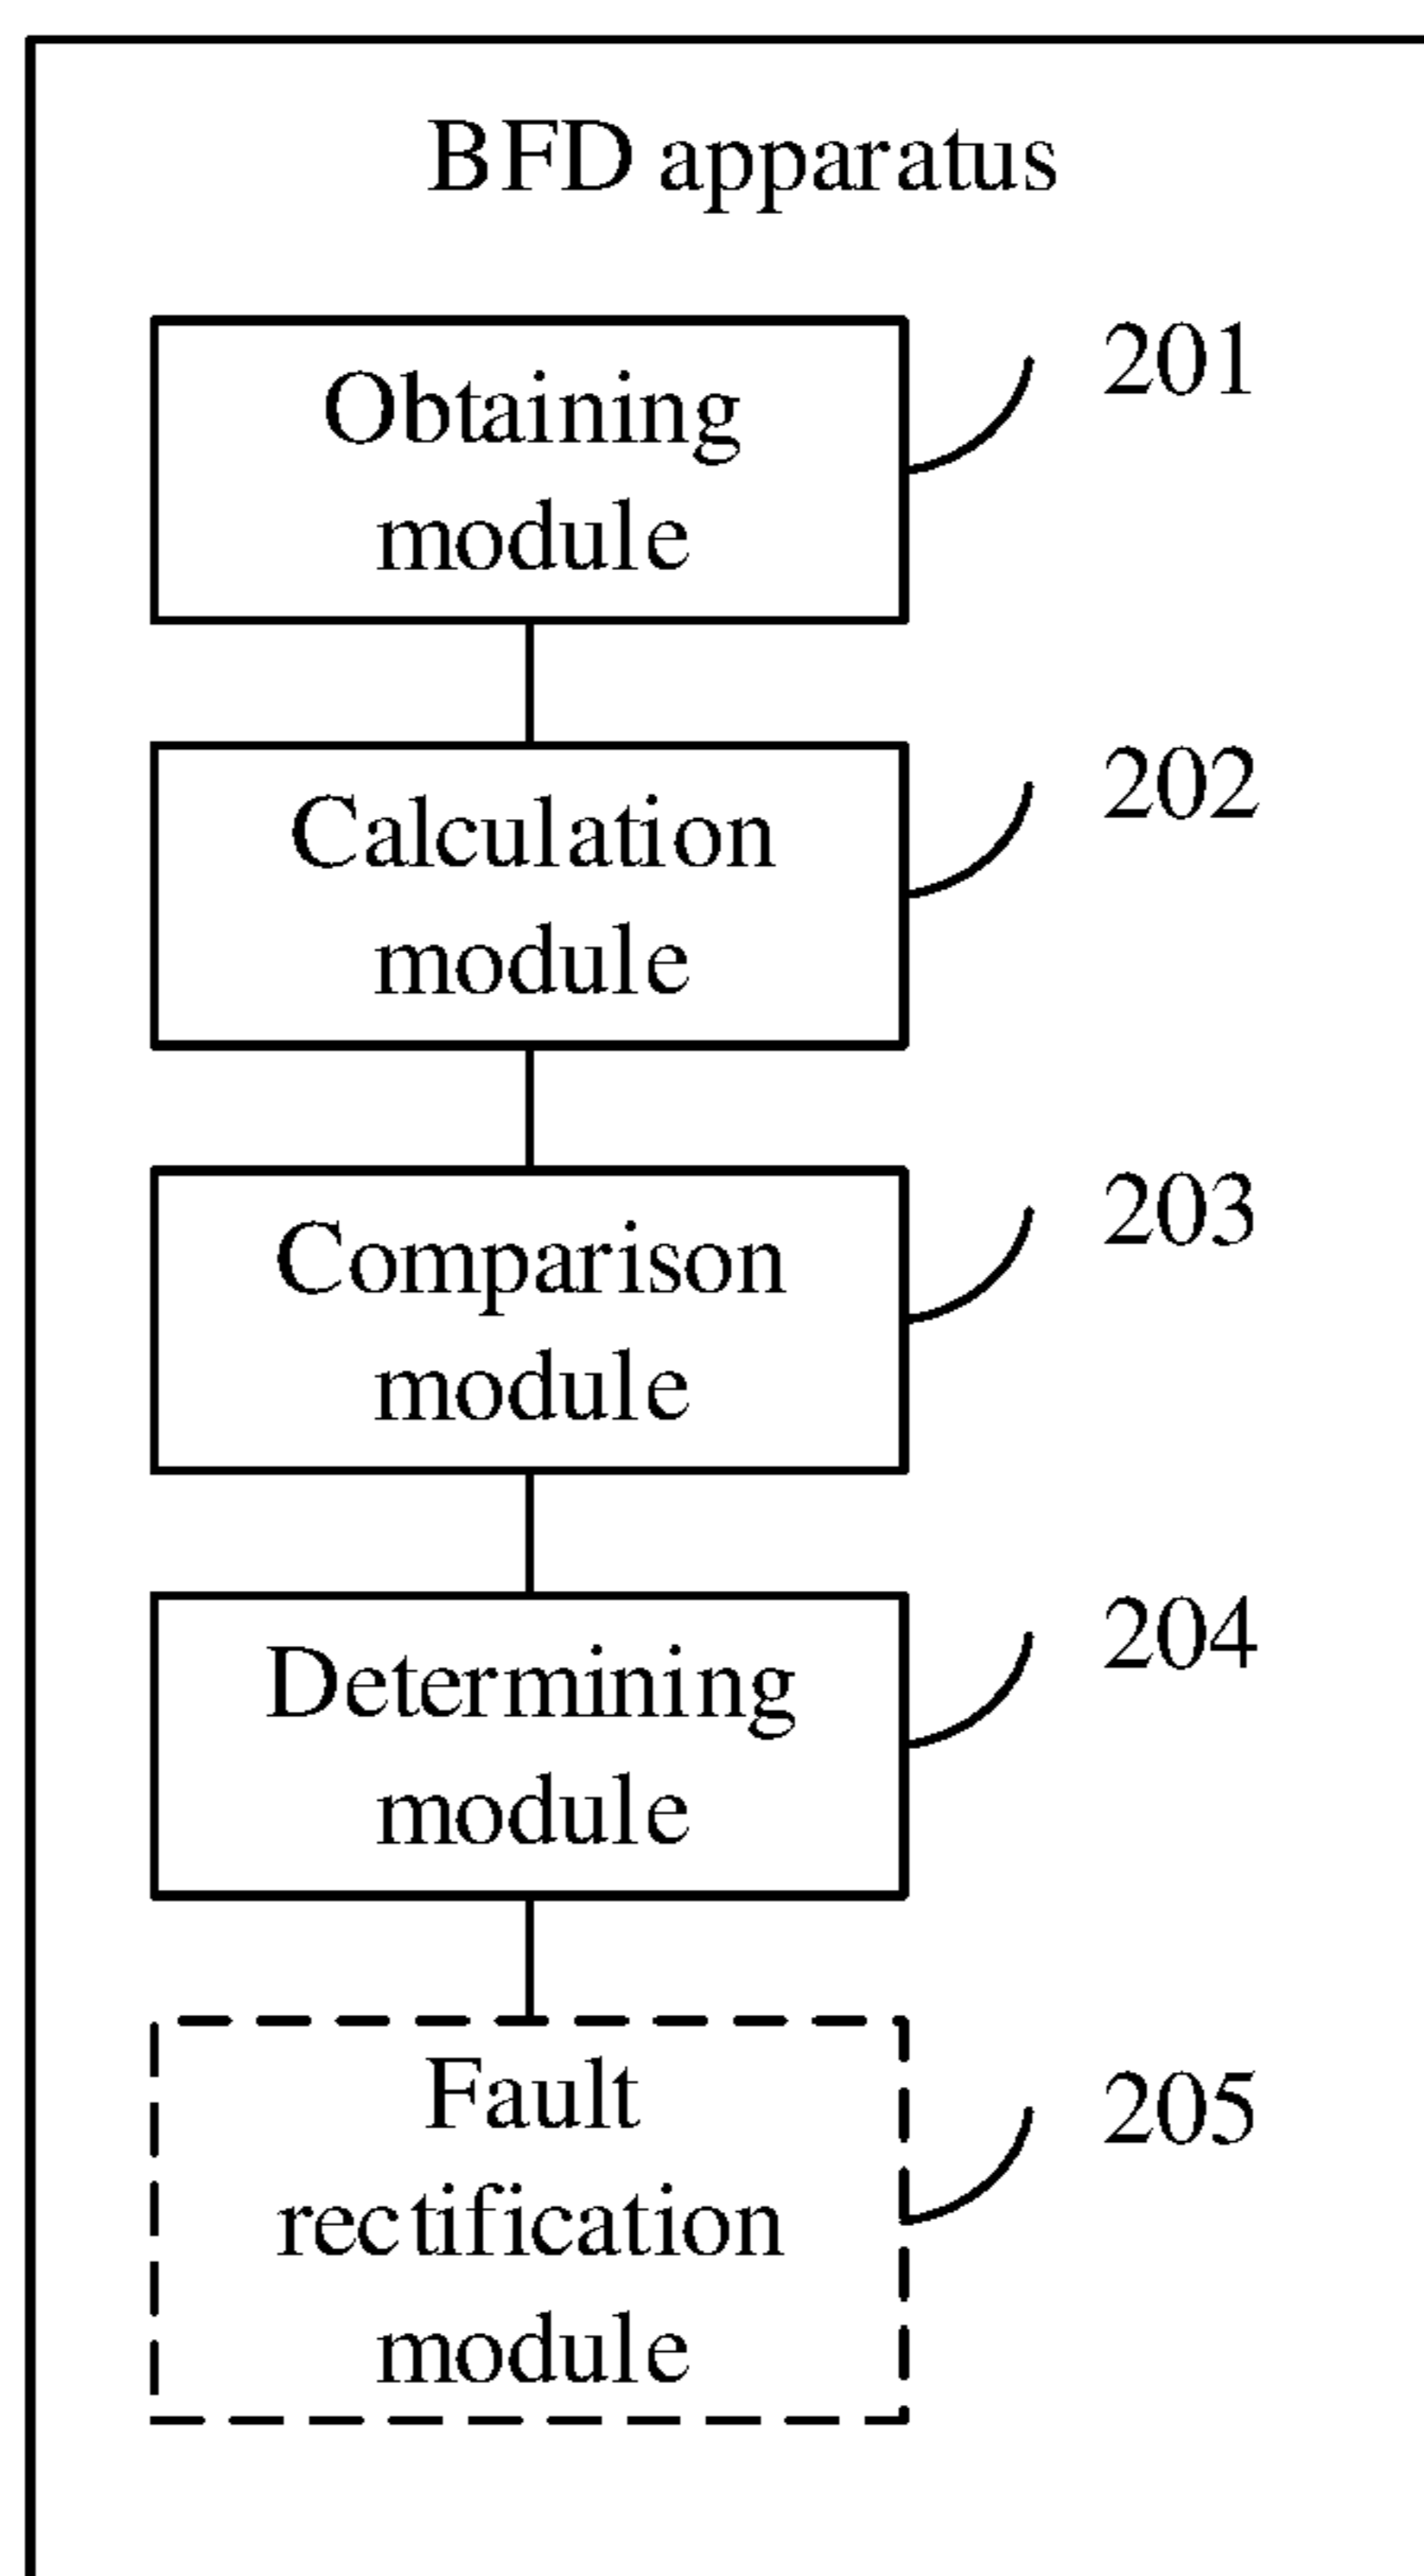 BFD apparatus
Obtaining
module
201
Calculation
module
202
Comparison
module
203
Determining
module
204
Fault
rectification
module
205